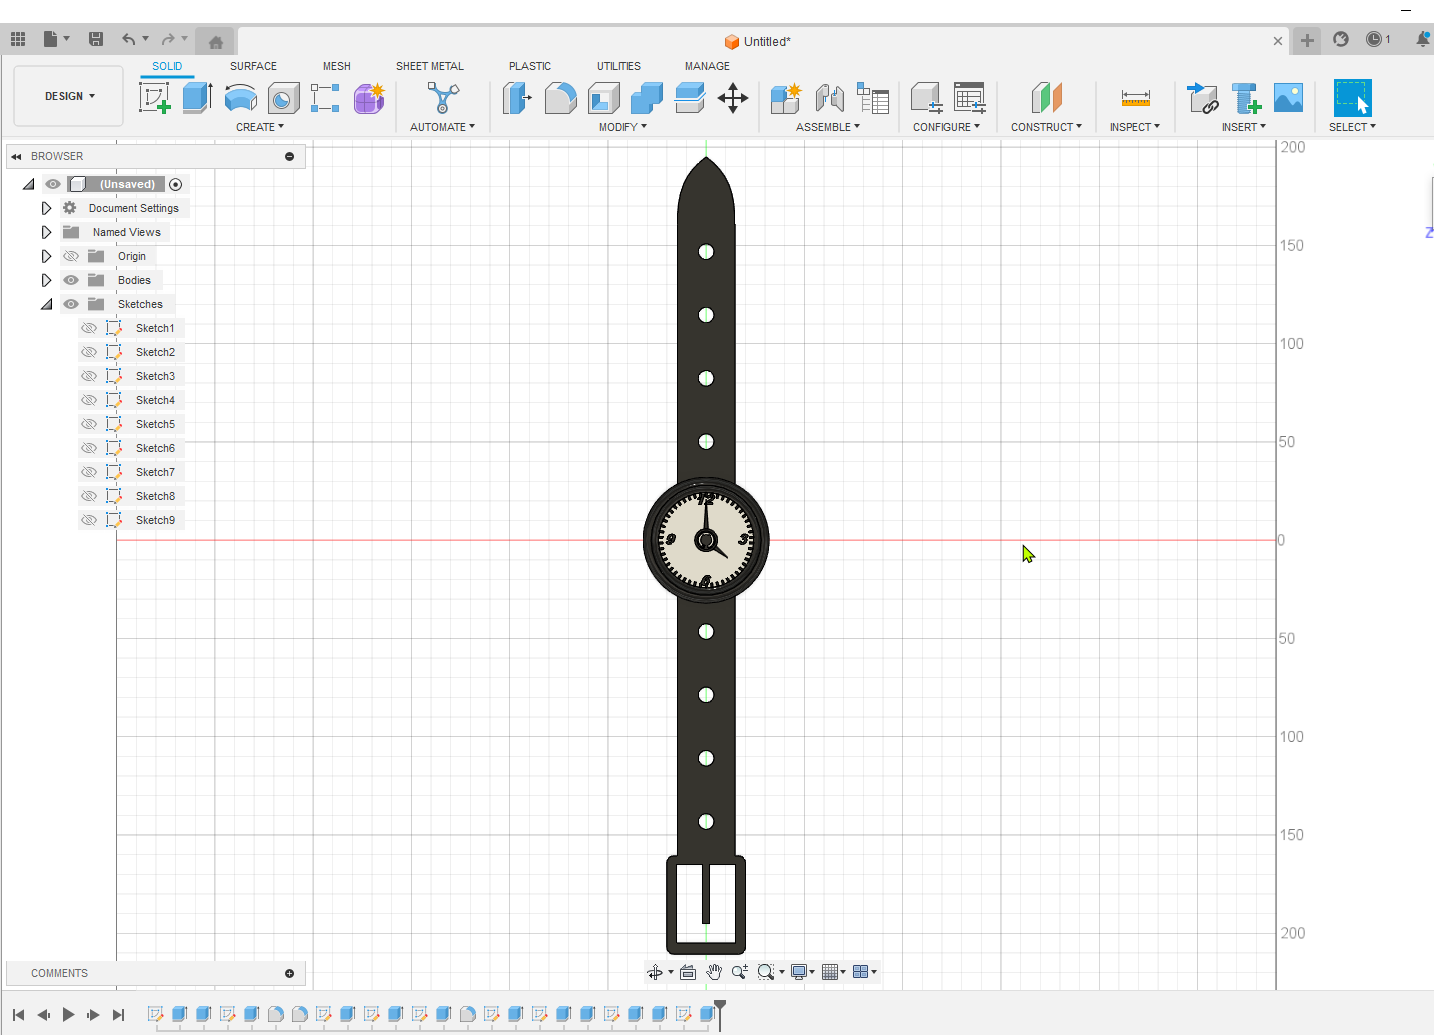 Untitled*
1
DESIGN
SOLID SURFACE MESH SHEET METAL PLASTIC UTILITIES MANAGE
CREATE AUTOMATE MODIFY ASSEMBLE CONFIGURE CONSTRUCT INSPECT INSERT SELECT
BROWSER
(Unsaved)
Document Settings
Named Views
Origin
Bodies
Sketches
Sketch1
Sketch2
Sketch3
Sketch4
Sketch5
Sketch6
Sketch7
Sketch8
Sketch9
200
150
100
50
0
50
100
150
200
Z
12
9 3
6
COMMENTS